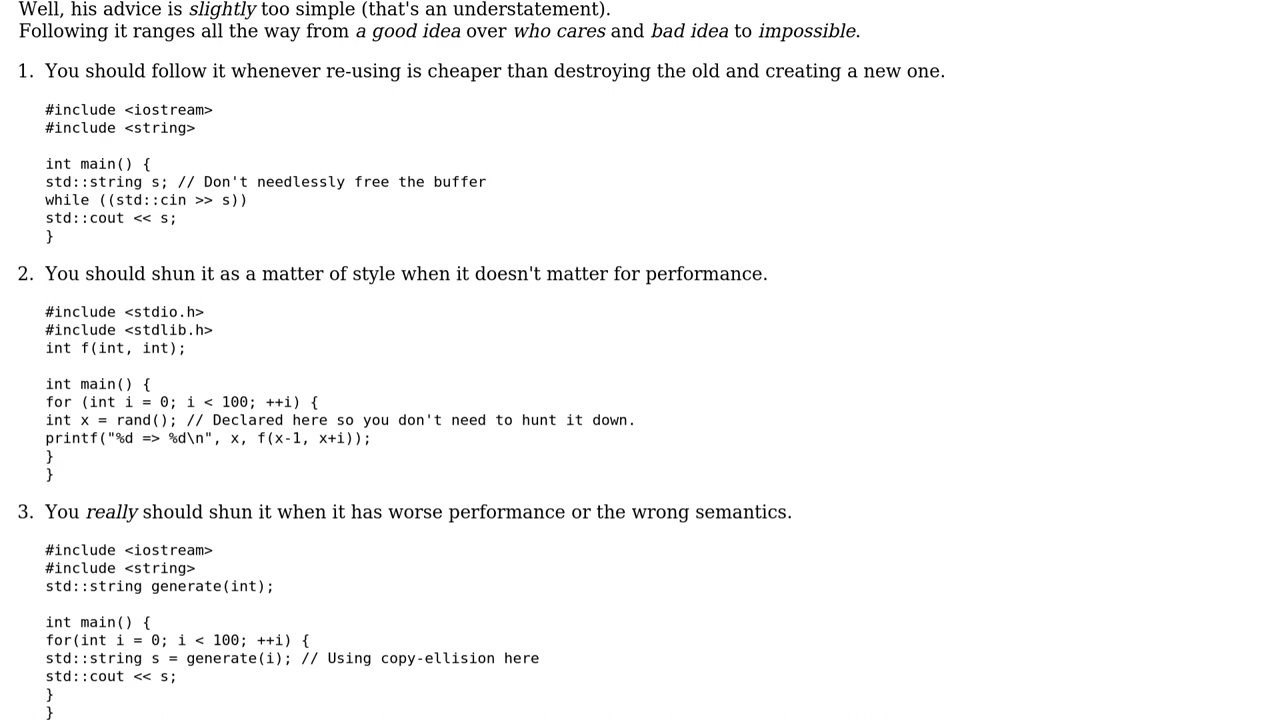 Well, his advice is slightly too simple (that's an understatement).
Following it ranges all the way from a good idea over who cares and bad idea to impossible.
1. You should follow it whenever re-using is cheaper than destroying the old and creating a new one.
#include <iostream>
#include <string>
int main() {
std::string s; // Don't needlessly free the buffer
while ((std::cin >> s))
std::cout << s;
}
2. You should shun it as a matter of style when it doesn't matter for performance.
#include <stdio.h>
#include <stdlib.h>
int f(int, int);
int main() {
for (int i = 0; i < 100; ++i) {
int x = rand(); // Declared here so you don't need to hunt it down.
printf("%d => %d\n", x, f(x-1, x+i));
}
}
3. You really should shun it when it has worse performance or the wrong semantics.
#include <iostream>
#include <string>
std::string generate(int);
int main() {
for(int i = 0; i < 100; ++i) {
std::string s = generate(i); // Using copy-ellision here
std::cout << s;
}
}